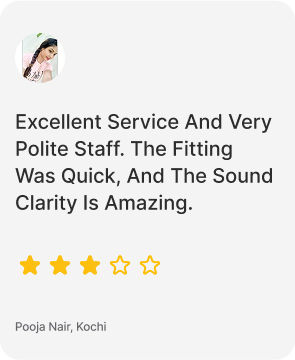 Excellent Service And Very
Polite Staff. The Fitting
Was Quick, And The Sound
Clarity Is Amazing.
Pooja Nair, Kochi